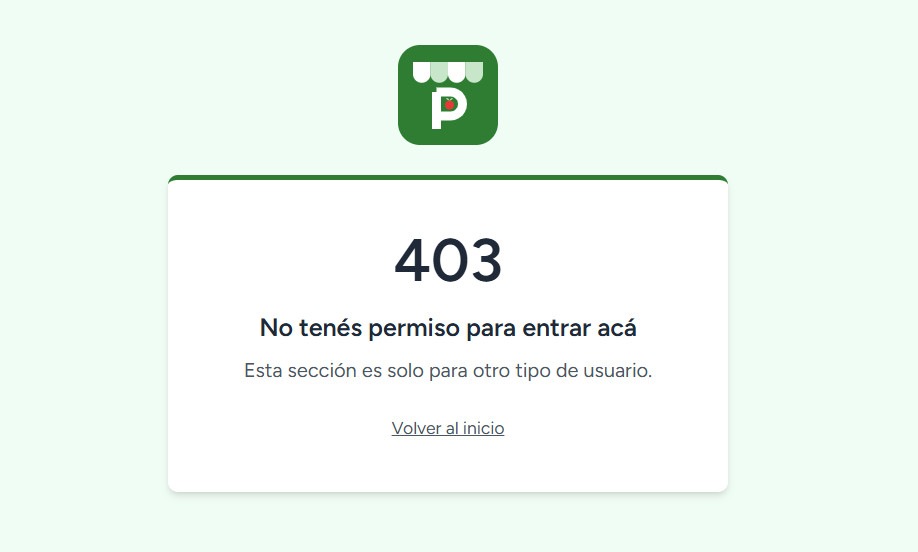 P
403
No tenés permiso para entrar acá
Esta sección es solo para otro tipo de usuario.
Volver al inicio